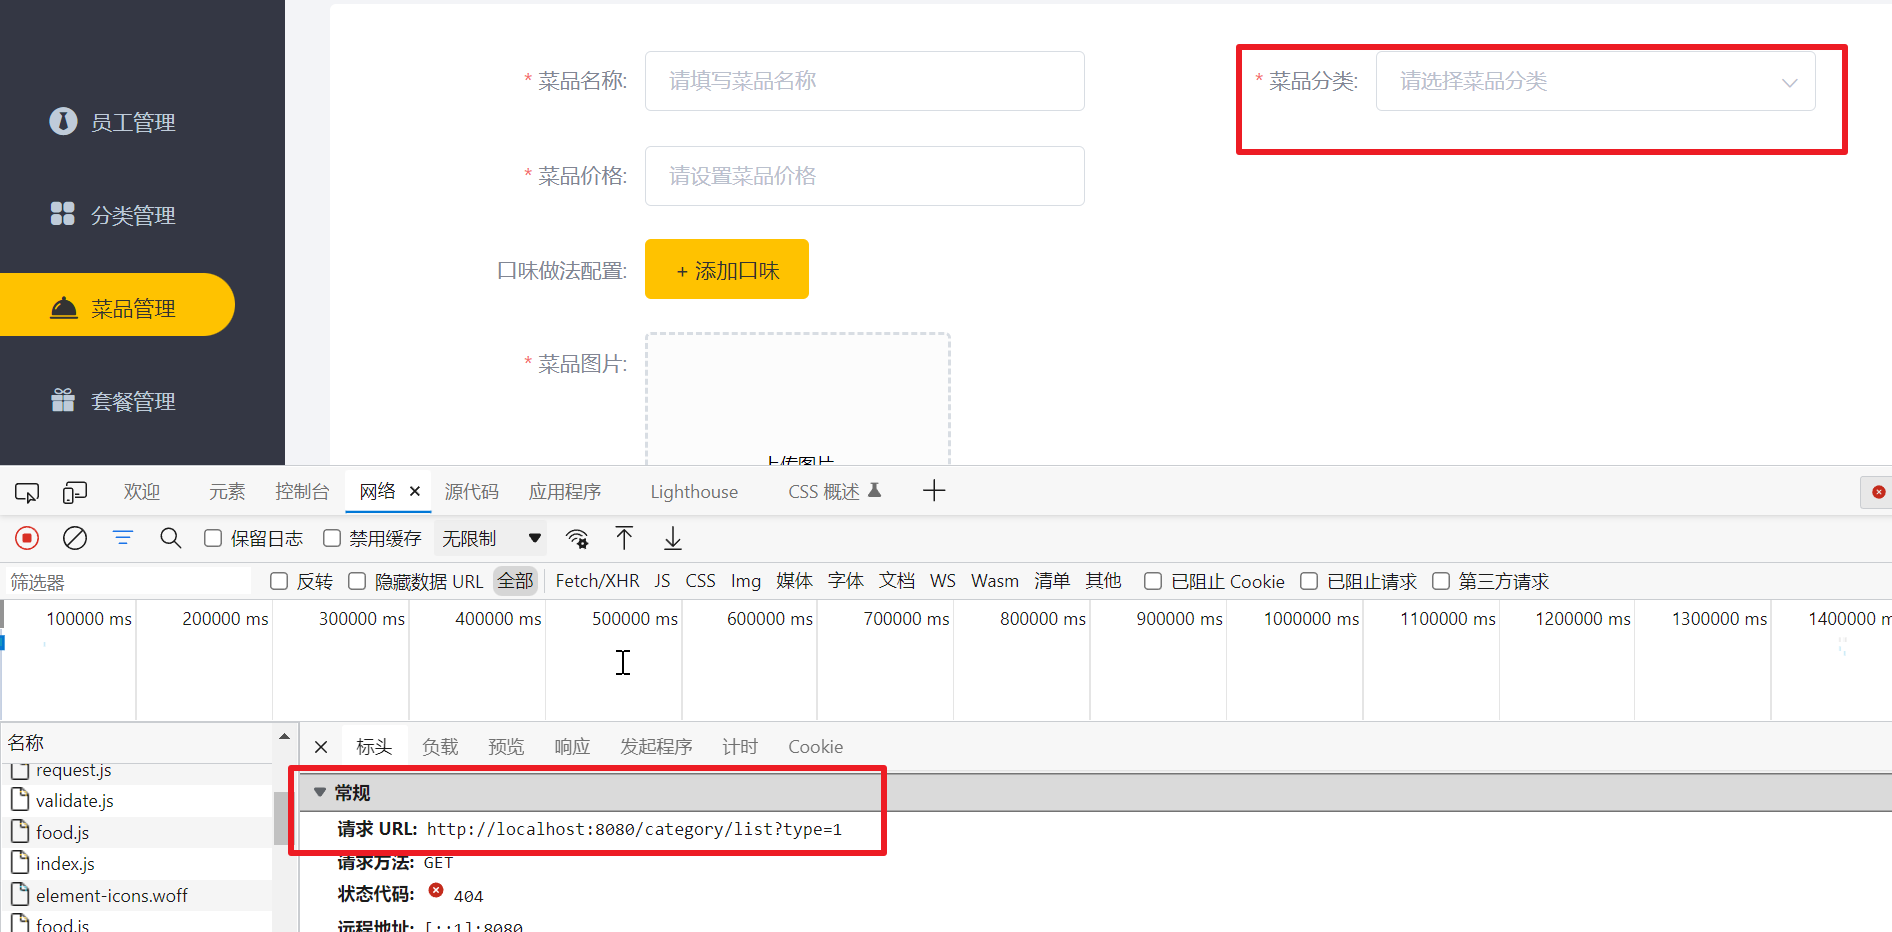 员工管理
分类管理
菜品管理
套餐管理
* 菜品名称: 请填写菜品名称
* 菜品分类: 请选择菜品分类
* 菜品价格: 请设置菜品价格
口味做法配置: + 添加口味
* 菜品图片:
上传图片
欢迎 元素 控制台 网络 × 源代码 应用程序 Lighthouse CSS 概述
保留日志 禁用缓存 无限制
筛选器 反转 隐藏数据 URL 全部 Fetch/XHR JS CSS Img 媒体 字体 文档 WS Wasm 清单 其他 已阻止 Cookie 已阻止请求 第三方请求
100000 ms 200000 ms 300000 ms 400000 ms 500000 ms 600000 ms 700000 ms 800000 ms 900000 ms 1000000 ms 1100000 ms 1200000 ms 1300000 ms 1400000 m
名称
request.js
validate.js
food.js
index.js
element-icons.woff
food.js
× 标头 负载 预览 响应 发起程序 计时 Cookie
常规
请求 URL: http://localhost:8080/category/list?type=1
请求方法: GET
状态代码: 404
远程地址: [::1]:8080